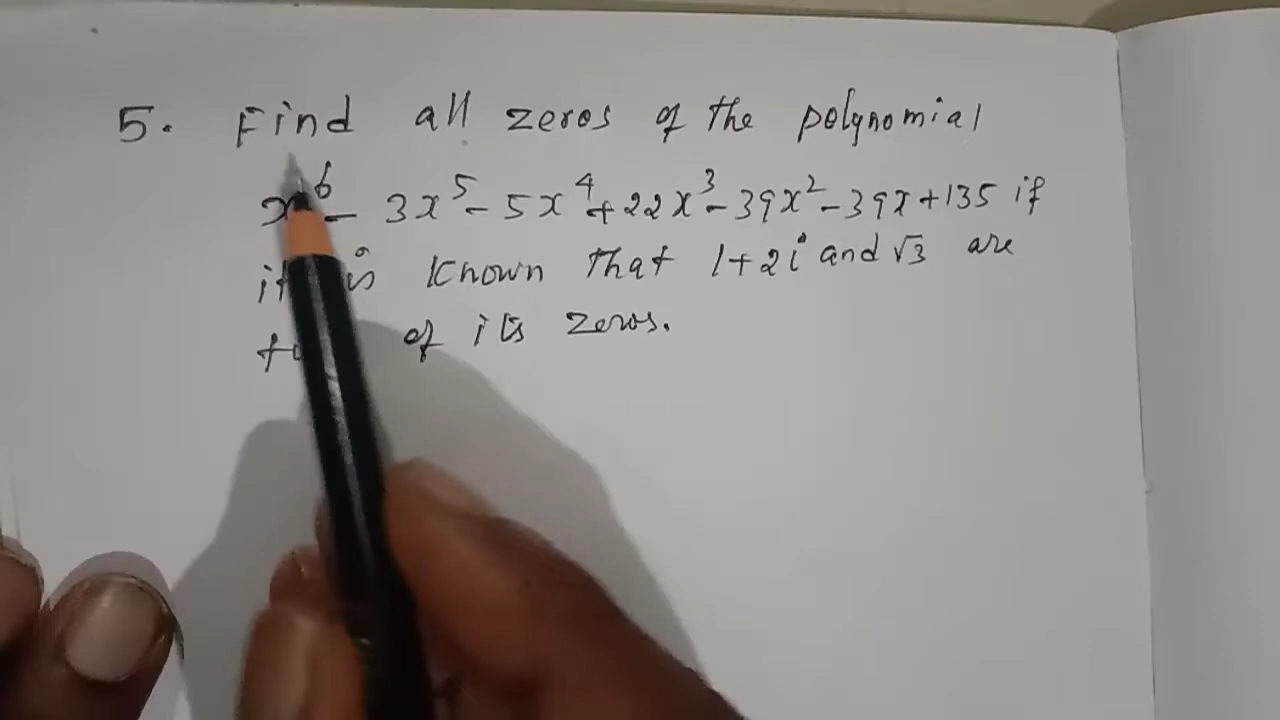 5. Find all zeros of the polynomial
x⁶ - 3x⁵ - 5x⁴ + 22x³ - 39x² - 39x + 135 if
is known that 1+2i and √3 are
of its zeros.